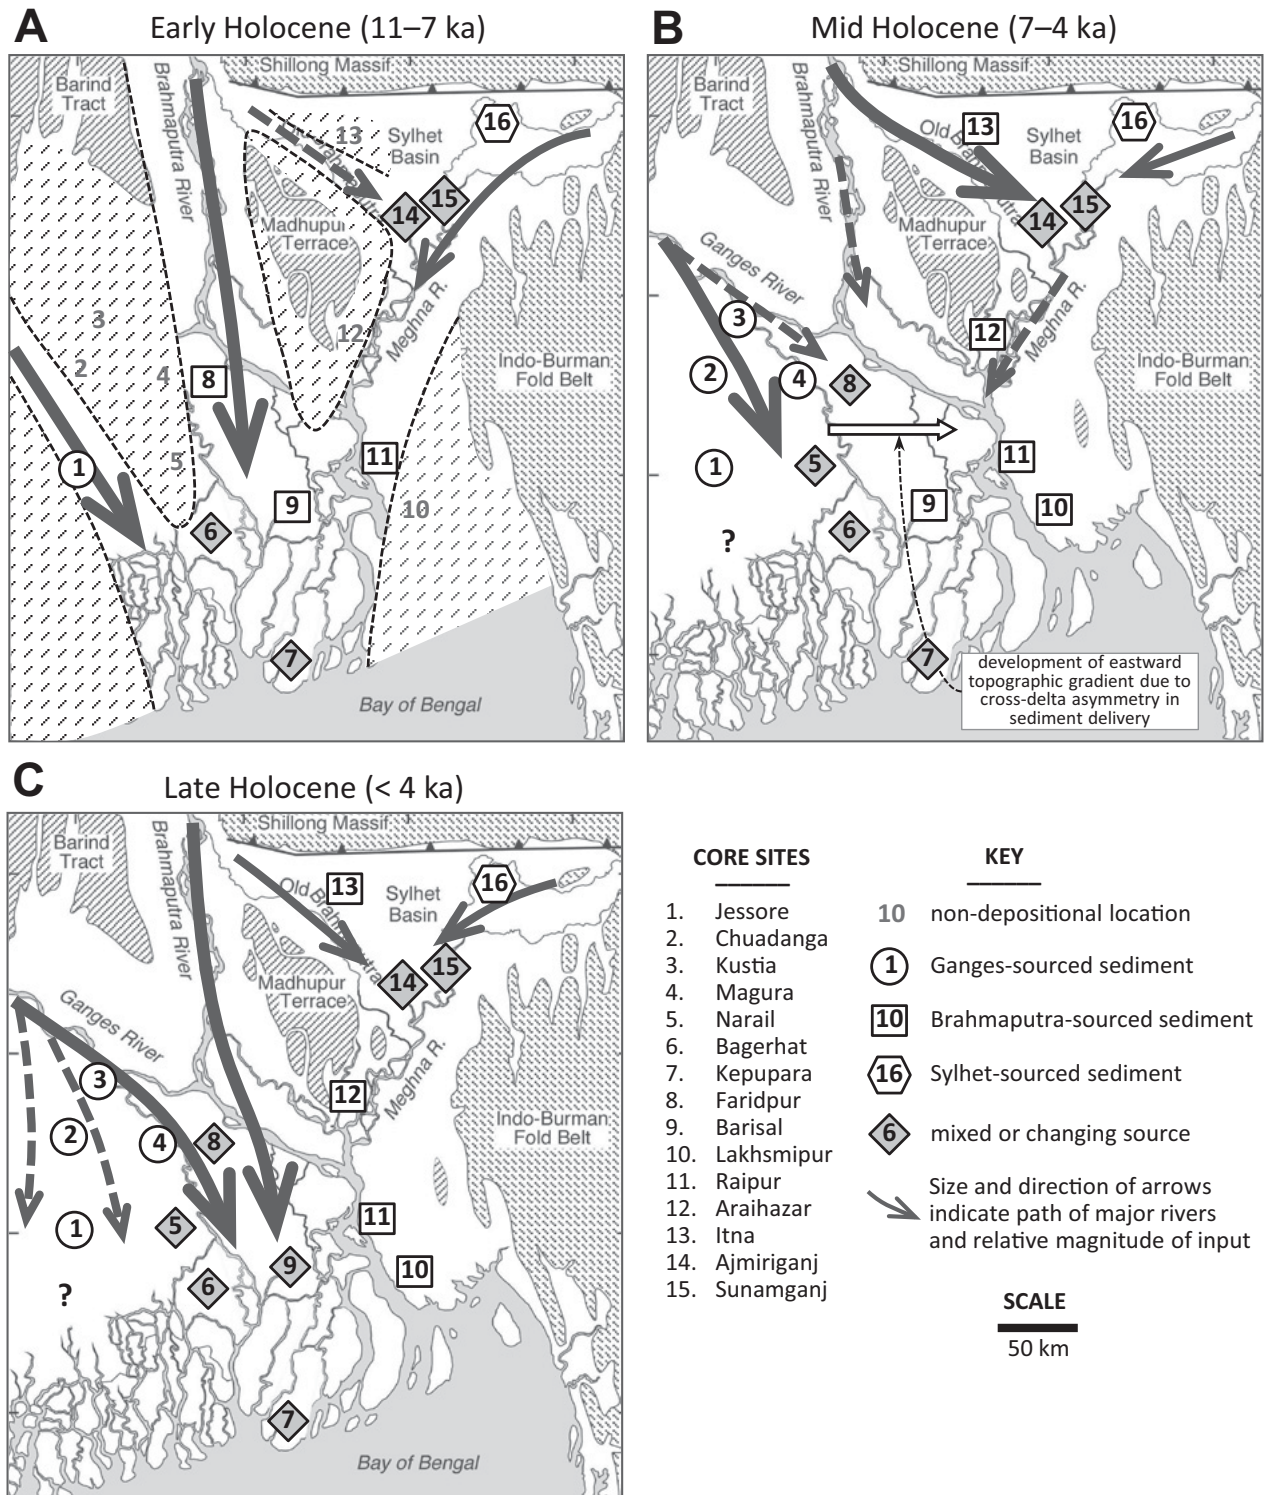 A
Early Holocene (11–7 ka)
Shillong Massif
Barind
Tract
Brahmaputra River
13
Sylhet
Basin
16
15
14
Madhupur
Terrace
3
12
Meghna R.
2
4
8
Indo-Burman
Fold Belt
1
5
11
9
10
6
7
Bay of Bengal
B
Mid Holocene (7–4 ka)
Shillong Massif
Barind
Tract
Brahmaputra River
Old
13
Sylhet
Basin
16
15
14
Madhupur
Terrace
Ganges River
3
12
Meghna R.
2
4
8
Indo-Burman
Fold Belt
1
5
11
9
10
6
?
7
development of eastward
topographic gradient due to
cross-delta asymmetry in
sediment delivery
C
Late Holocene (< 4 ka)
Shillong Massif
Barind
Tract
Brahmaputra River
Old Brahmaputra
13
Sylhet
Basin
16
15
14
Madhupur
Terrace
Ganges River
3
12
Meghna R.
2
4
8
Indo-Burman
Fold Belt
1
5
11
9
10
6
?
7
Bay of Bengal
CORE SITES
1. Jessore
2. Chuadanga
3. Kustia
4. Magura
5. Narail
6. Bagerhat
7. Kepupara
8. Faridpur
9. Barisal
10. Lakhsmipur
11. Raipur
12. Araihazar
13. Itna
14. Ajmiriganj
15. Sunamganj
KEY
10 non-depositional location
1 Ganges-sourced sediment
10 Brahmaputra-sourced sediment
16 Sylhet-sourced sediment
6 mixed or changing source
Size and direction of arrows
indicate path of major rivers
and relative magnitude of input
SCALE
50 km